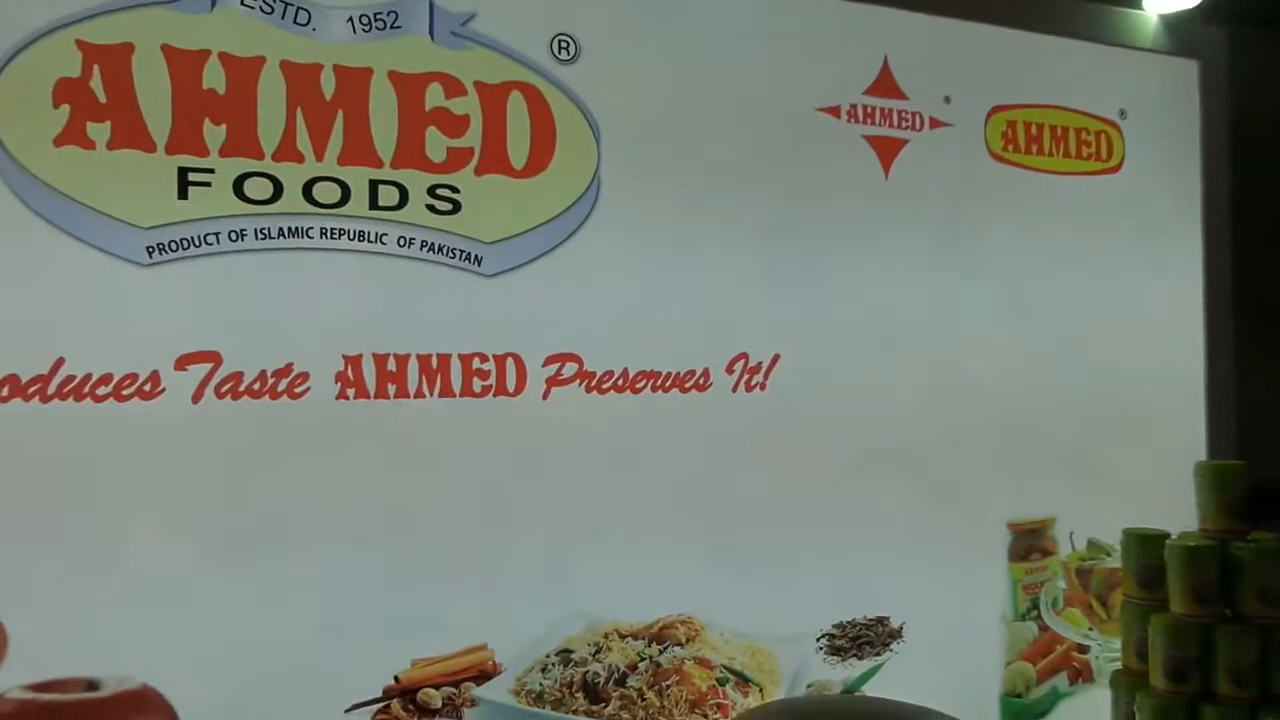 ESTD. 1952
AHMED
®
FOODS
PRODUCT OF ISLAMIC REPUBLIC OF PAKISTAN
AHMED
®
AHMED
®
oduces Taste AHMED Preserves It!